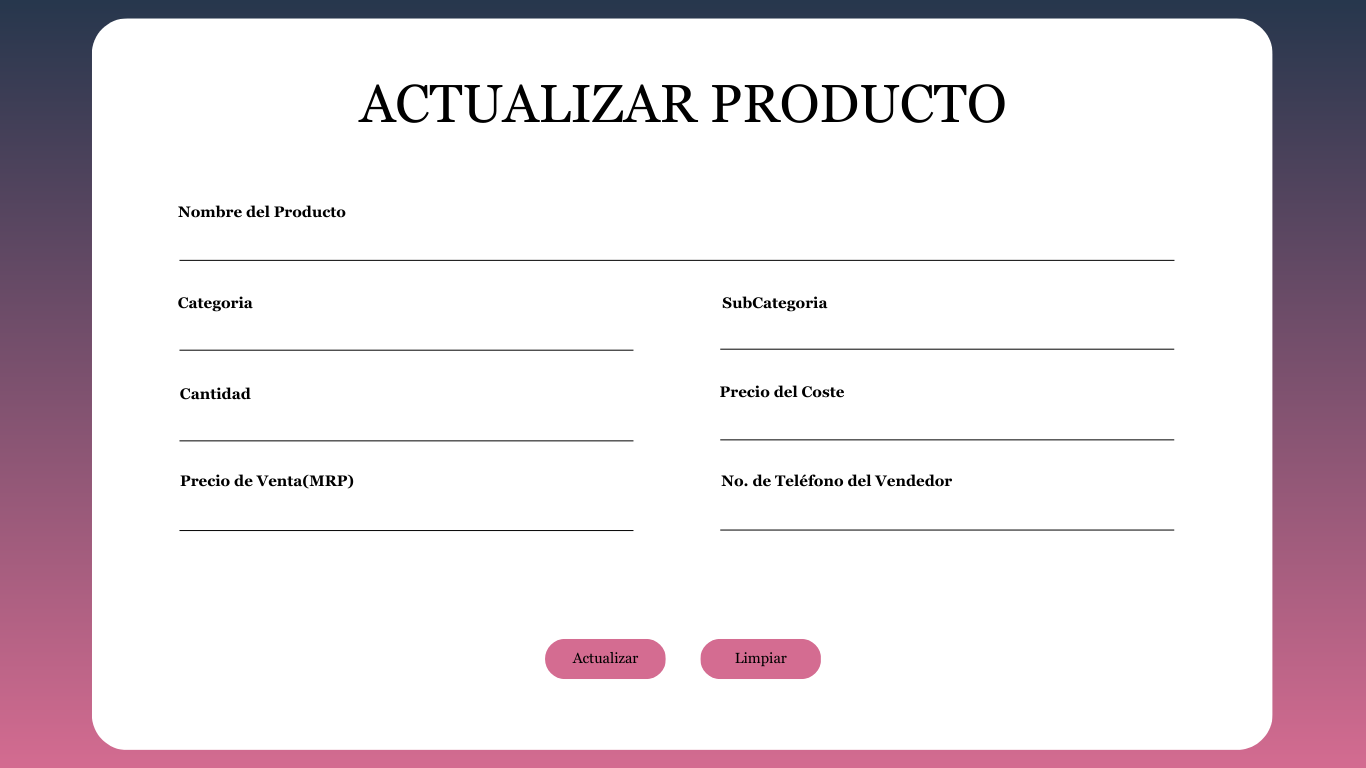 ACTUALIZAR PRODUCTO
Nombre del Producto
Categoria
SubCategoria
Cantidad
Precio del Coste
Precio de Venta(MRP)
No. de Teléfono del Vendedor
Actualizar
Limpiar